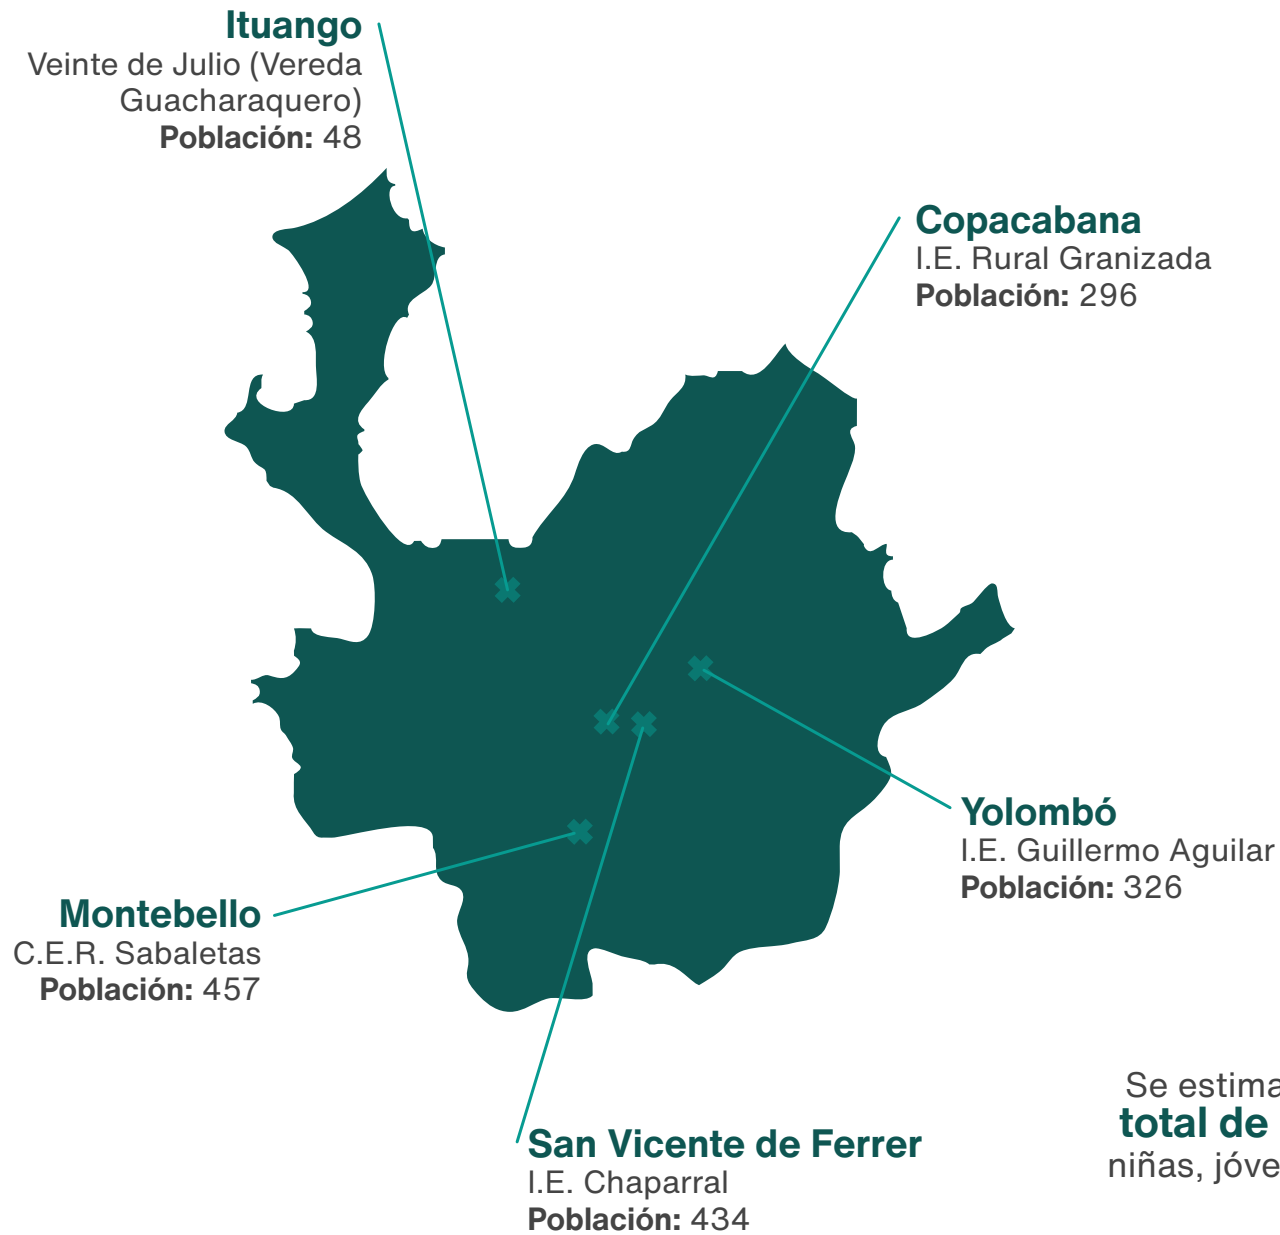 Ituango
Veinte de Julio (Vereda
Guacharaquero)
Población: 48
Copacabana
I.E. Rural Granizada
Población: 296
Yolombó
I.E. Guillermo Aguilar
Población: 326
Montebello
C.E.R. Sabaletas
Población: 457
San Vicente de Ferrer
I.E. Chaparral
Población: 434
Se estima
total de
niñas, jóve